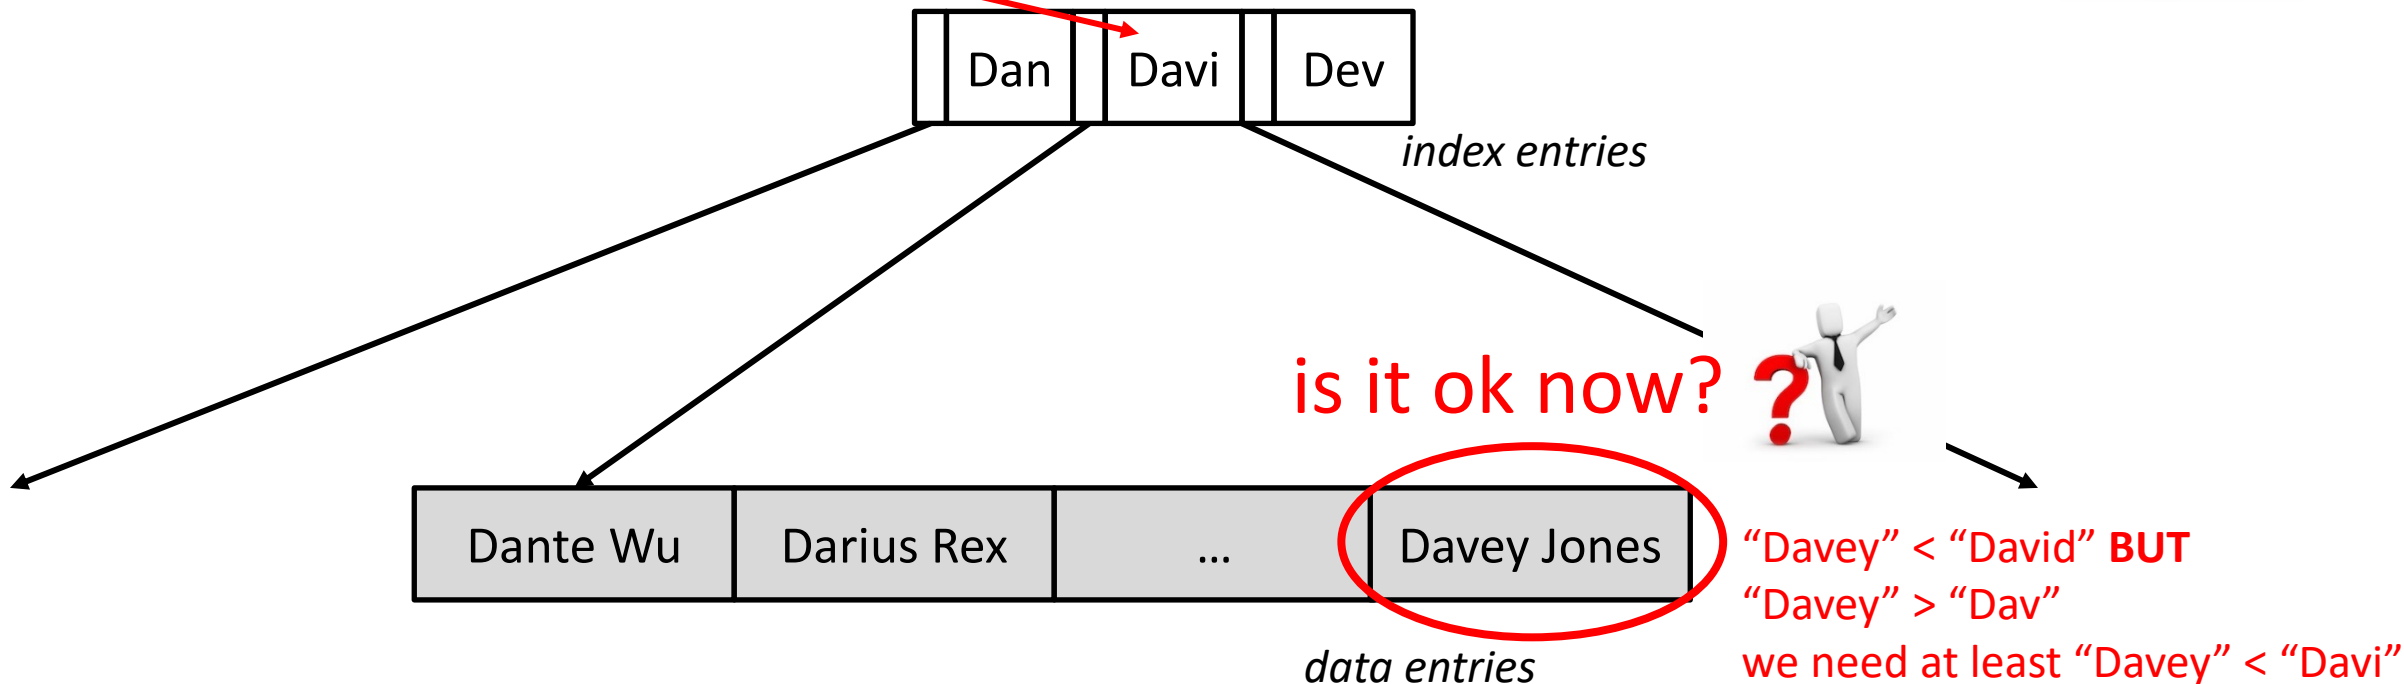 Dan Davi Dev
index entries
is it ok now?
?
Dante Wu Darius Rex … Davey Jones
data entries
“Davey” < “David” BUT
“Davey” > “Dav”
we need at least “Davey” < “Davi”